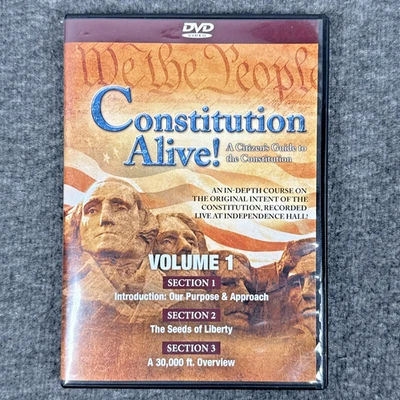 DVD
VIDEO
We the People
Constitution
Alive!
A Citizen's Guide to
the Constitution
AN IN-DEPTH COURSE ON
THE ORIGINAL INTENT OF THE
CONSTITUTION, RECORDED
LIVE AT INDEPENDENCE HALL!
VOLUME 1
SECTION 1
Introduction: Our Purpose & Approach
SECTION 2
The Seeds of Liberty
SECTION 3
A 30,000 ft. Overview